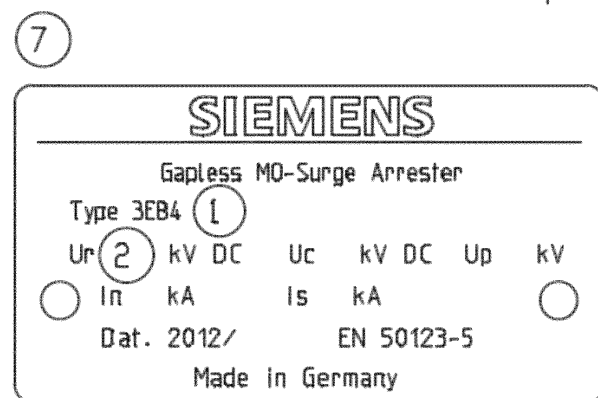 7
SIEMENS
Gapless MO-Surge Arrester
Type 3EB4 1
Ur 2 kV DC Uc kV DC Up kV
In kA Is kA
Dat. 2012/ EN 50123-5
Made in Germany